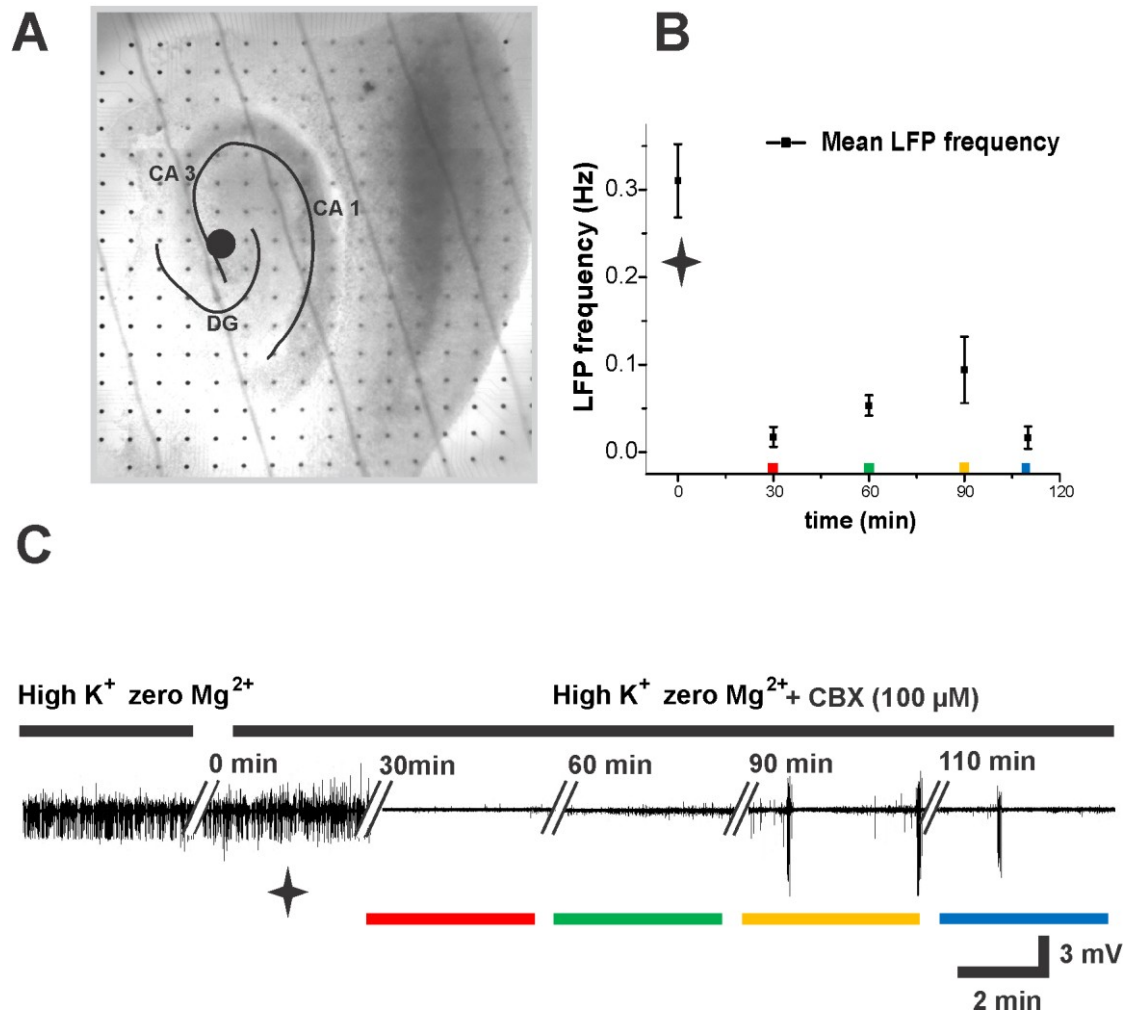 A
CA 3
CA 1
DG
B
Mean LFP frequency
LFP frequency (Hz)
0.3
0.2
0.1
0.0
0
30
60
90
120
time (min)
C
High K⁺ zero Mg²⁺
High K⁺ zero Mg²⁺ + CBX (100 µM)
0 min
30min
60 min
90 min
110 min
3 mV
2 min